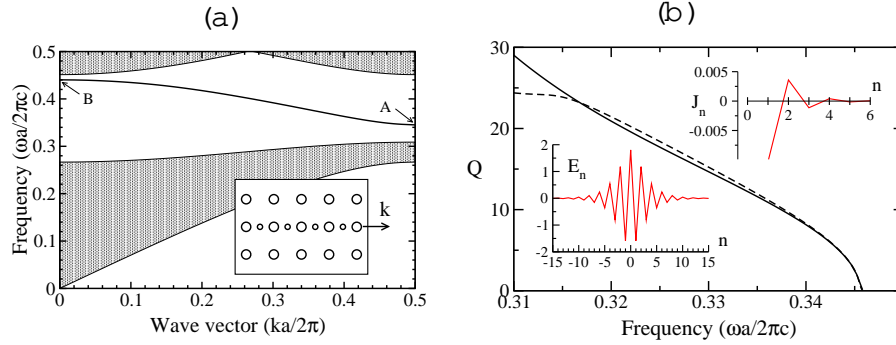 (a)
0.5
0.4
0.3
0.2
0.1
0
Frequency (ωa/2πc)
B
A
k
0
0.1
0.2
0.3
0.4
0.5
Wave vector (ka/2π)
(b)
30
20
10
0
Q
0.005
0
-0.005
J_n
n
0 2 4 6
2
1
0
-1
-2
E_n
n
-15 -10 -5 0 5 10 15
0.31
0.32
0.33
0.34
Frequency (ωa/2πc)